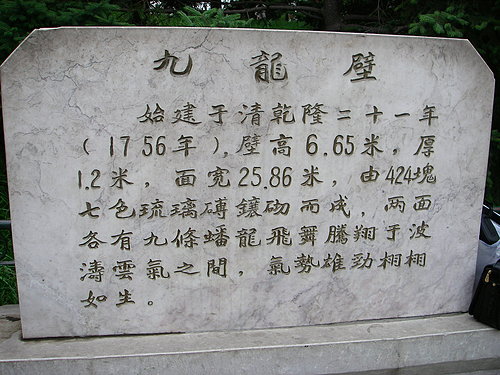 九龍壁
始建于清乾隆二十一年
(1756年),壁高6.65米,厚
1.2米,面宽25.86米,由424塊
七色琉璃磚鑲砌而成,两面
各有九條蟠龍飛舞騰翔于波
濤雲氣之間,氣勢雄勁栩栩
如生。